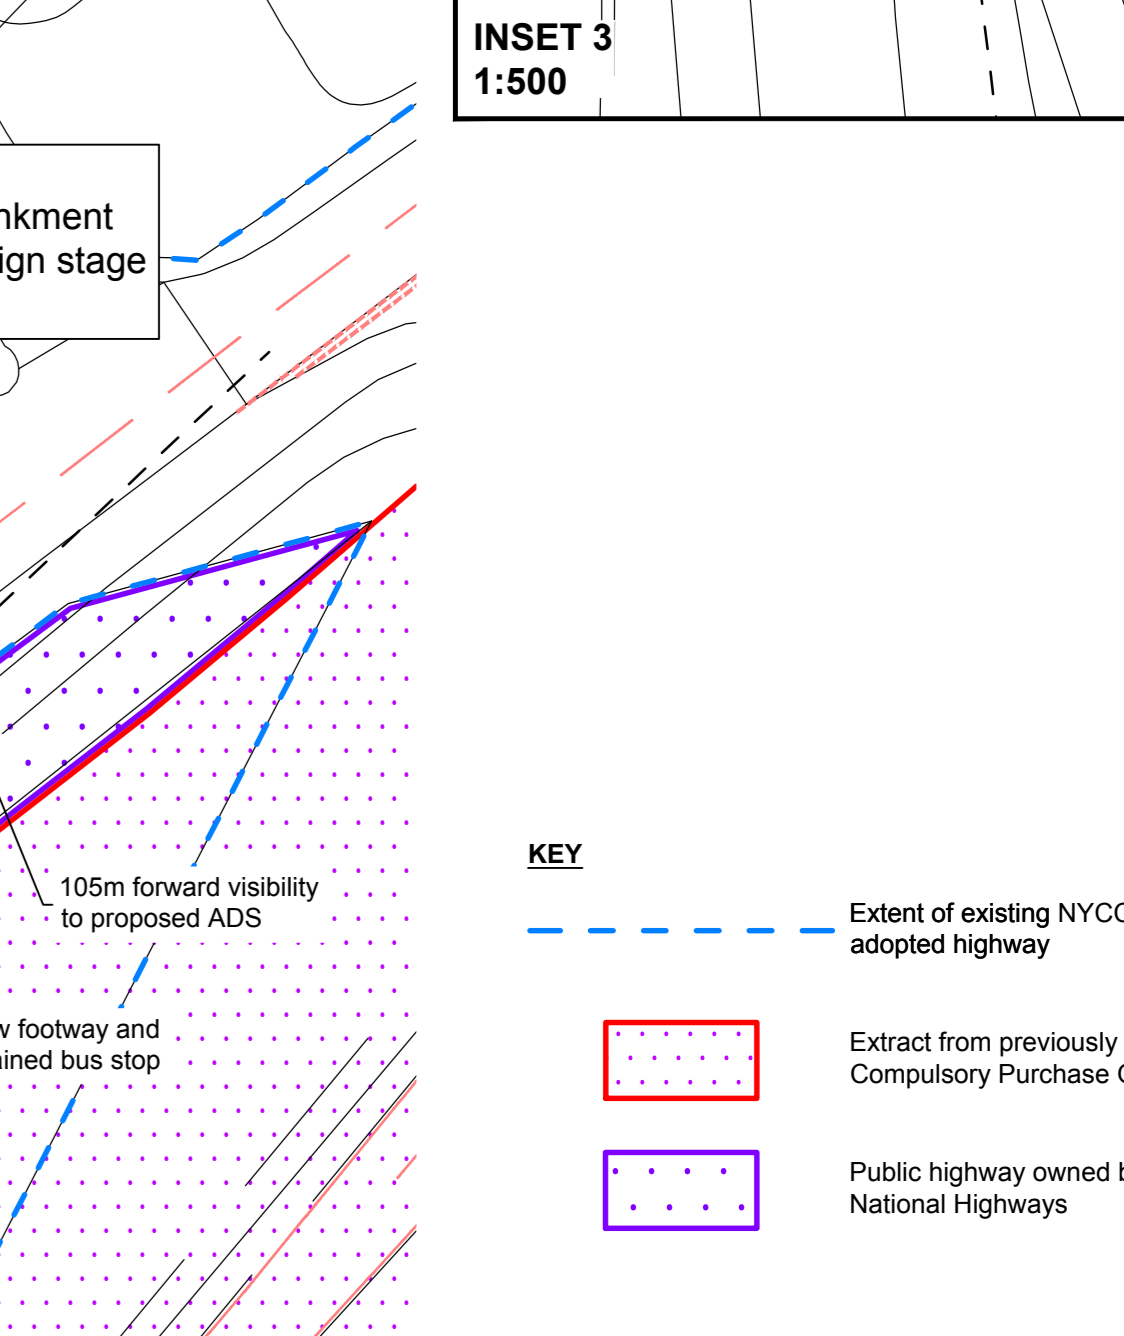 INSET 3
1:500
nkment
ign stage
105m forward visibility
to proposed ADS
w footway and
ained bus stop
KEY
Extent of existing NYCC
adopted highway
Extract from previously
Compulsory Purchase
Public highway owned
National Highways